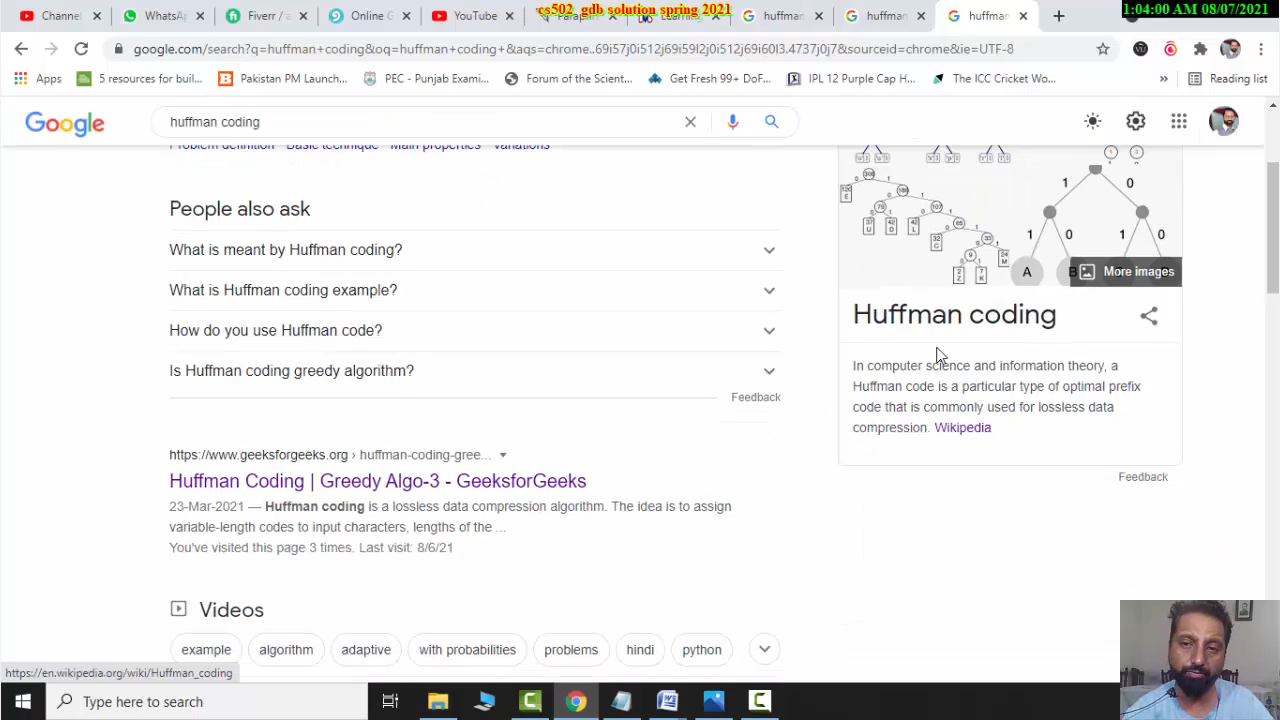 cs502_gdb solution spring 2021
1:04:00 AM 08/07/2021
Channel
WhatsA
Fiverr /
Online G
YouTube
huffman
huffman
huffman
google.com/search?q=huffman+coding&oq=huffman+coding+&aqs=chrome..69i57j0i512j69i59l2j0i512j69i60l3.4737j0j7&sourceid=chrome&ie=UTF-8
Apps
5 resources for buil...
Pakistan PM Launch...
PEC - Punjab Exami...
Forum of the Scient...
Get Fresh 99+ DoF...
IPL 12 Purple Cap H...
The ICC Cricket Wo...
»
Reading list
Google
huffman coding
Problem definition Basic technique Main properties Variations
People also ask
What is meant by Huffman coding?
What is Huffman coding example?
How do you use Huffman code?
Is Huffman coding greedy algorithm?
Feedback
https://www.geeksforgeeks.org › huffman-coding-gree...
Huffman Coding | Greedy Algo-3 - GeeksforGeeks
23-Mar-2021 — Huffman coding is a lossless data compression algorithm. The idea is to assign
variable-length codes to input characters, lengths of the ...
You've visited this page 3 times. Last visit: 8/6/21
Videos
example
algorithm
adaptive
with probabilities
problems
hindi
python
1 0
1 0 1 0
A B
More images
Huffman coding
In computer science and information theory, a
Huffman code is a particular type of optimal prefix
code that is commonly used for lossless data
compression. Wikipedia
Feedback
https://en.wikipedia.org/wiki/Huffman_coding
Type here to search